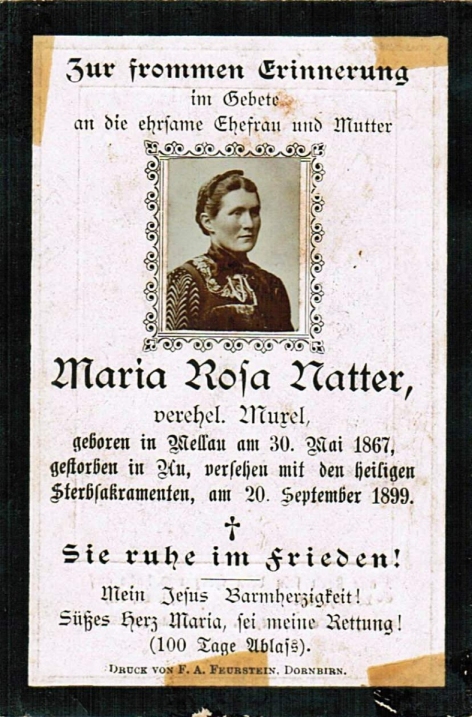 Zur frommen Erinnerung
im Gebete
an die ehrsame Ehefrau und Mutter
Maria Rosa Natter,
verehel. Muxel,
geboren in Mellau am 30. Mai 1867,
gestorben in Au, versehen mit den heiligen
Sterbsakramenten, am 20. September 1899.
†
Sie ruhe im Frieden!
Mein Jesus Barmherzigkeit!
Süßes Herz Mariä, sei meine Rettung!
(100 Tage Ablass).
DRUCK VON F. A. FEURSTEIN, DORNBIRN.